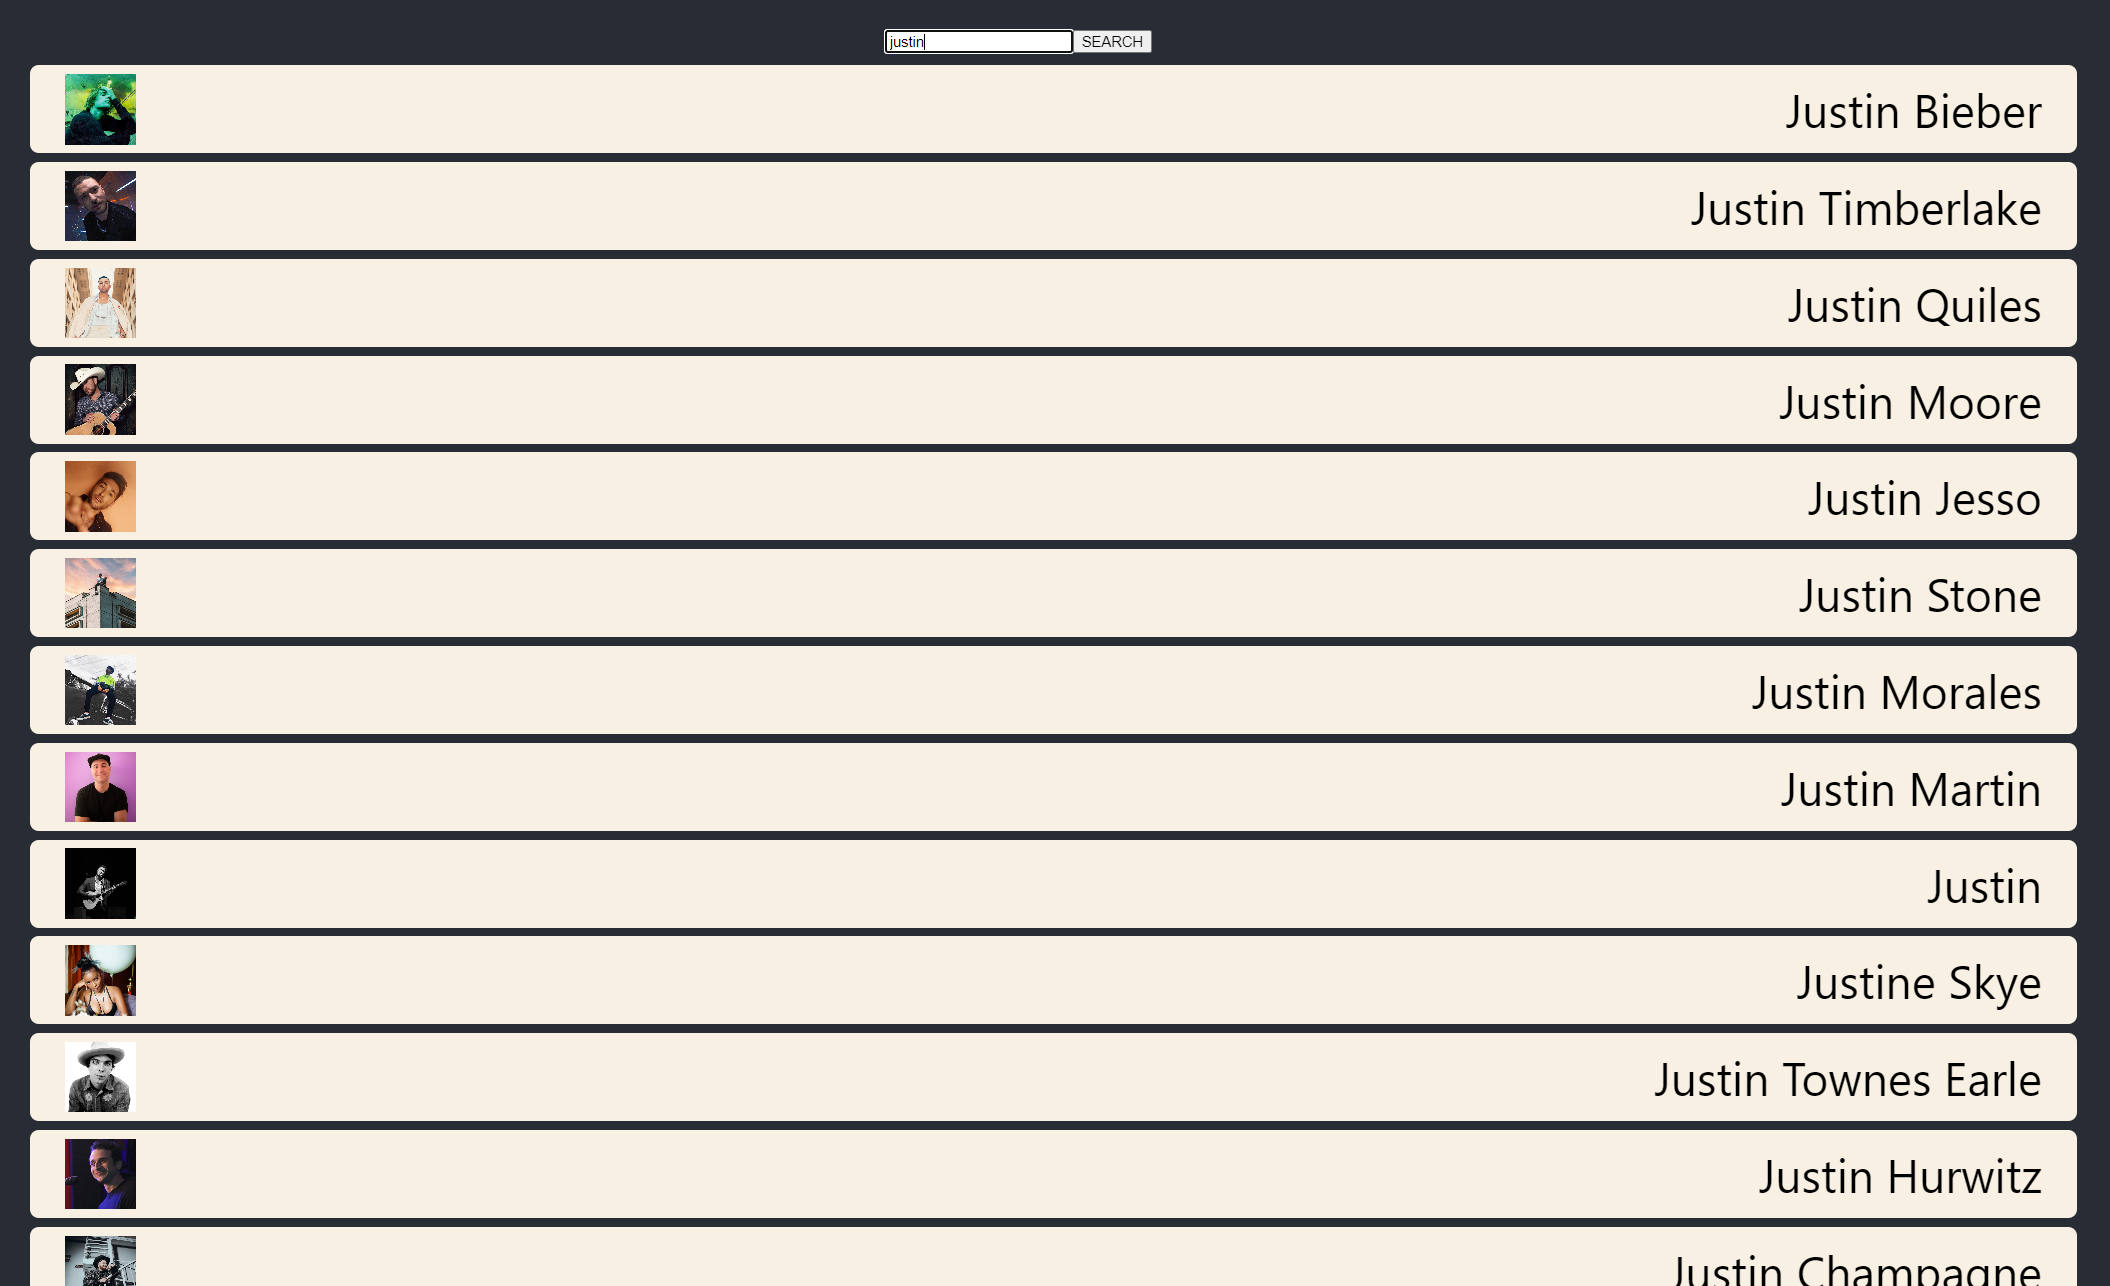 justin SEARCH
Justin Bieber
Justin Timberlake
Justin Quiles
Justin Moore
Justin Jesso
Justin Stone
Justin Morales
Justin Martin
Justin
Justine Skye
Justin Townes Earle
Justin Hurwitz
Justin Champagne